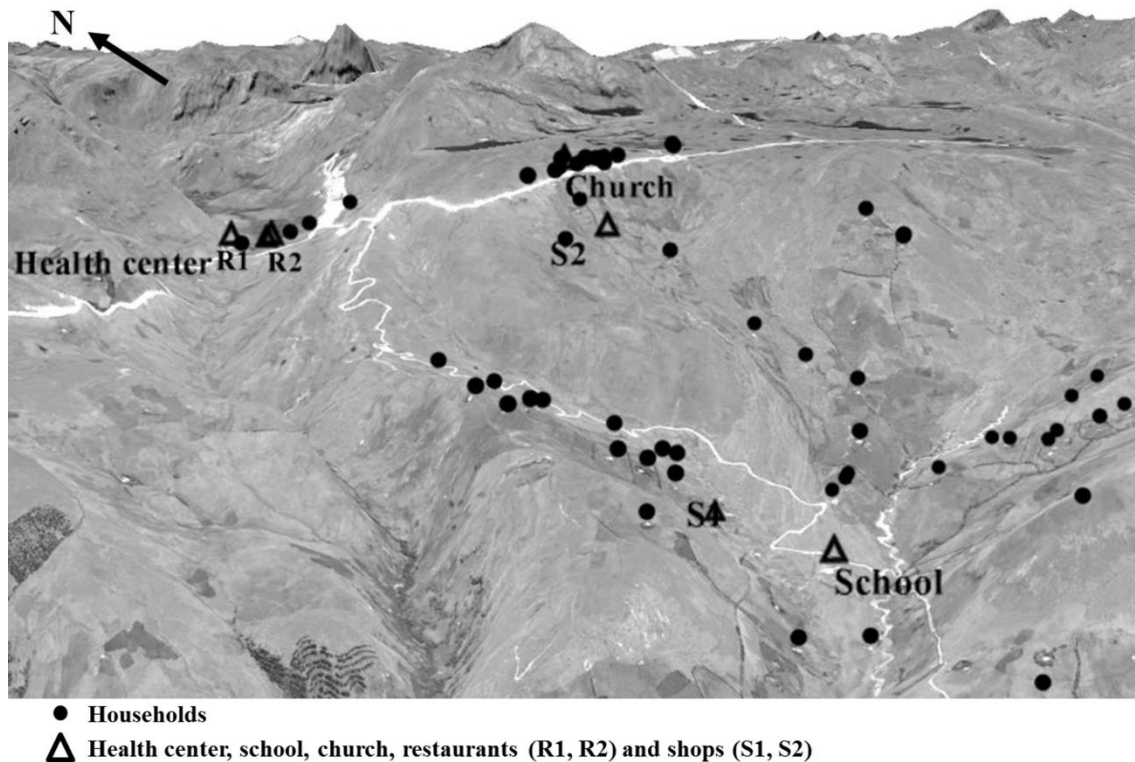 N
Church
S2
Health center
R1
R2
S1
School
Households
Health center, school, church, restaurants (R1, R2) and shops (S1, S2)